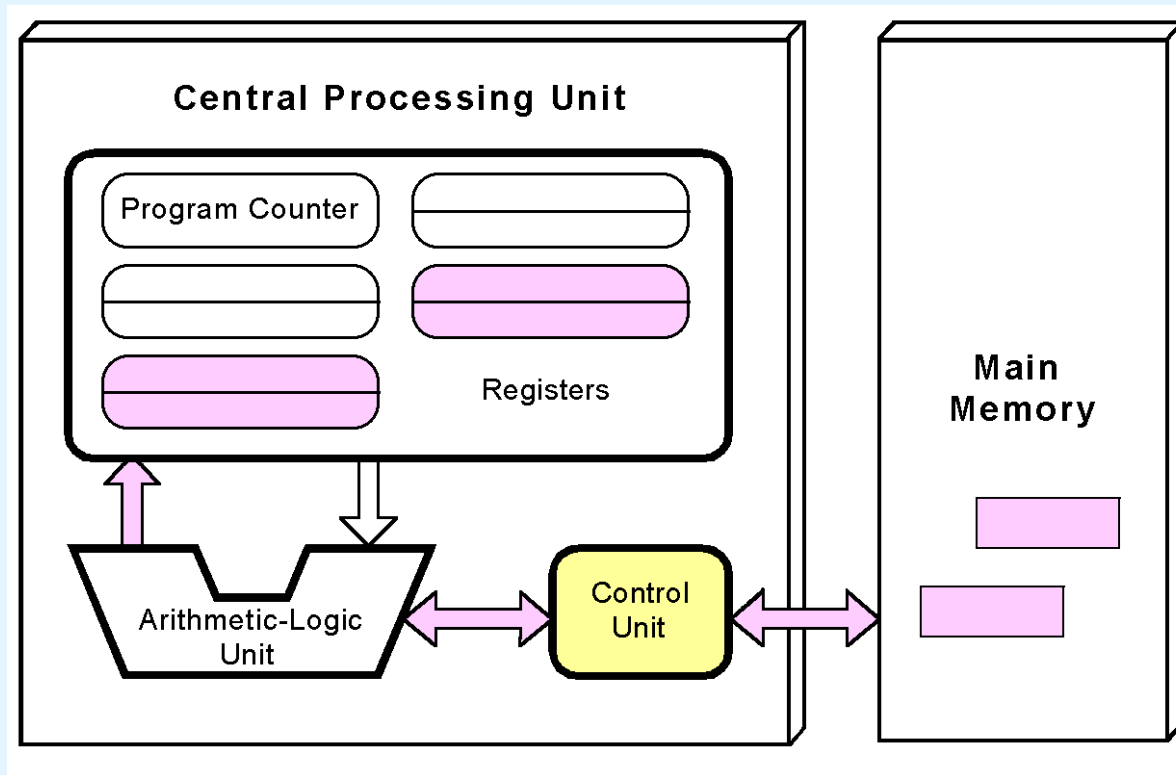 Central Processing Unit
Program Counter
Registers
Main
Memory
Arithmetic-Logic
Unit
Control
Unit